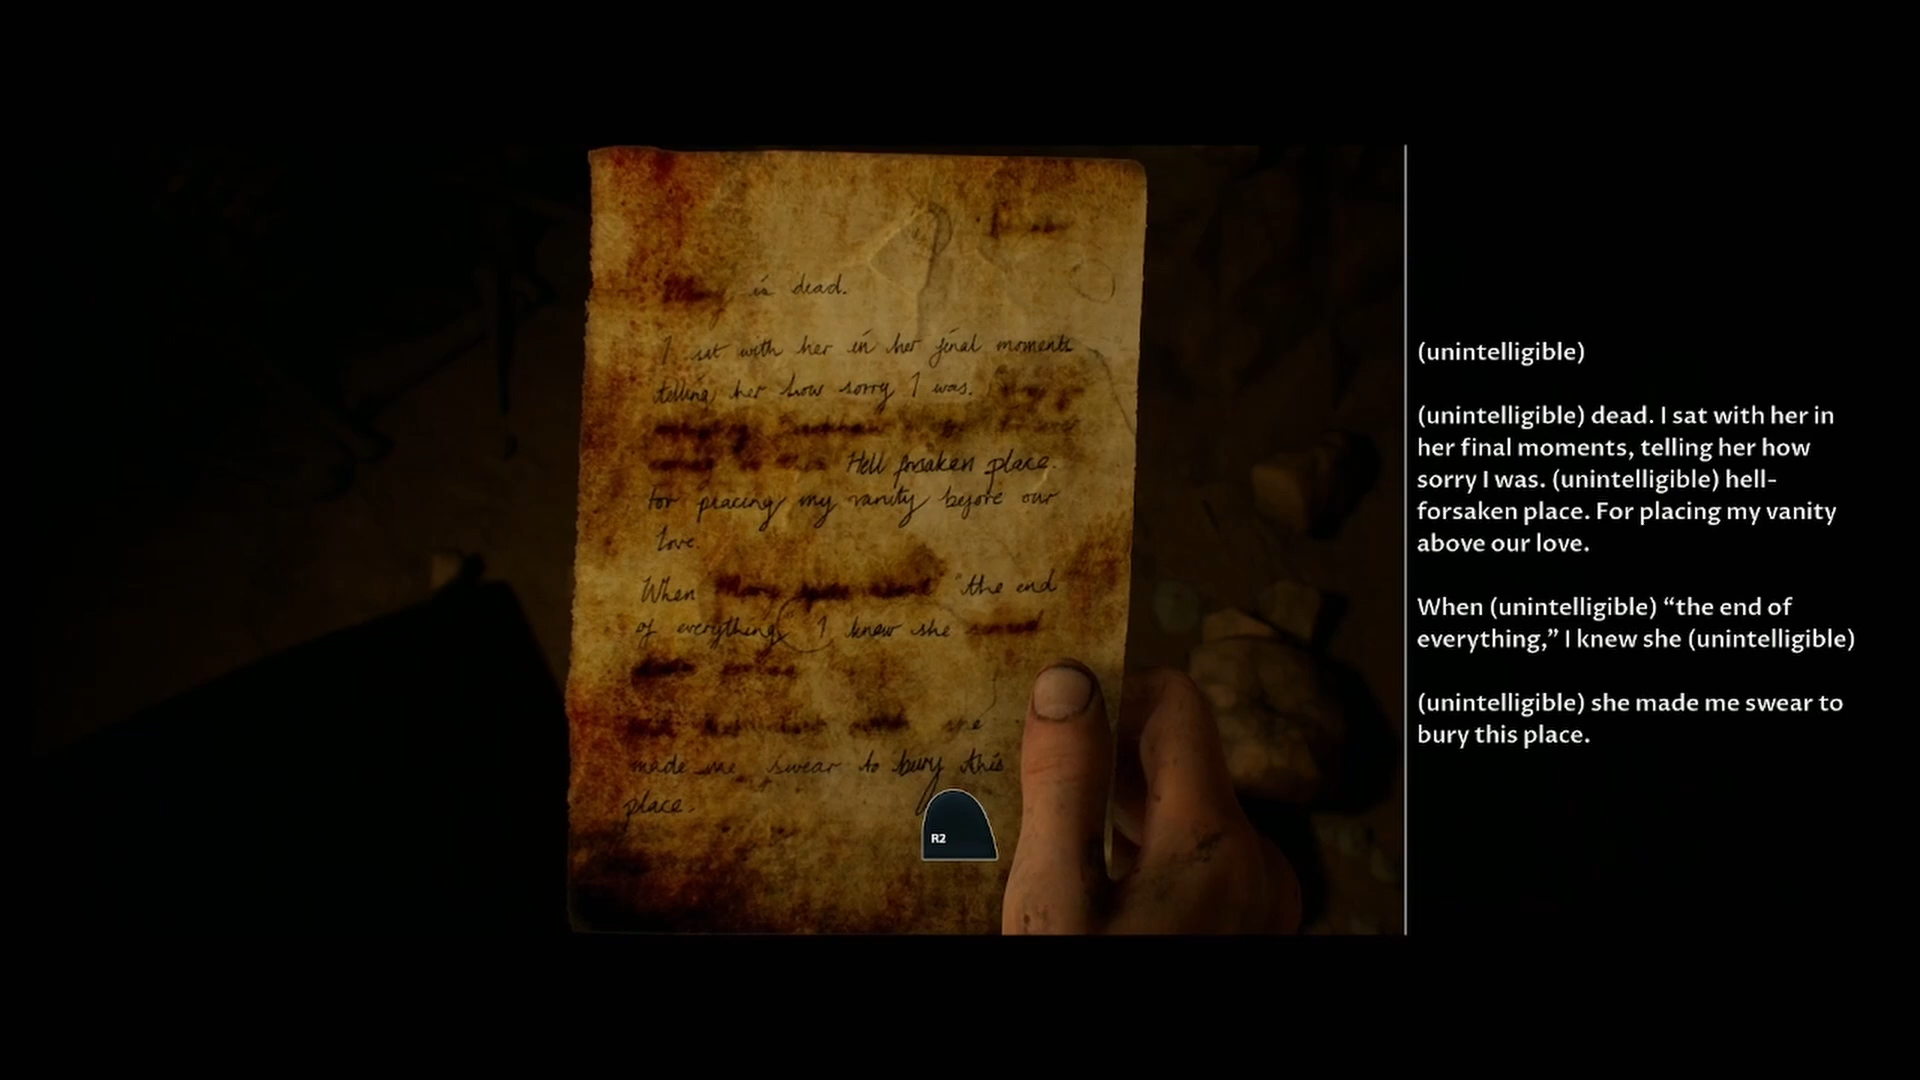 is dead.
I sat with her in her final moments
telling her how sorry I was.
Hell forsaken place.
for placing my vanity before our
love.
When "the end
of everything," I knew she
she
made me swear to bury this
place.
R2
(unintelligible)
(unintelligible) dead. I sat with her in
her final moments, telling her how
sorry I was. (unintelligible) hell-
forsaken place. For placing my vanity
above our love.
When (unintelligible) “the end of
everything,” I knew she (unintelligible)
(unintelligible) she made me swear to
bury this place.